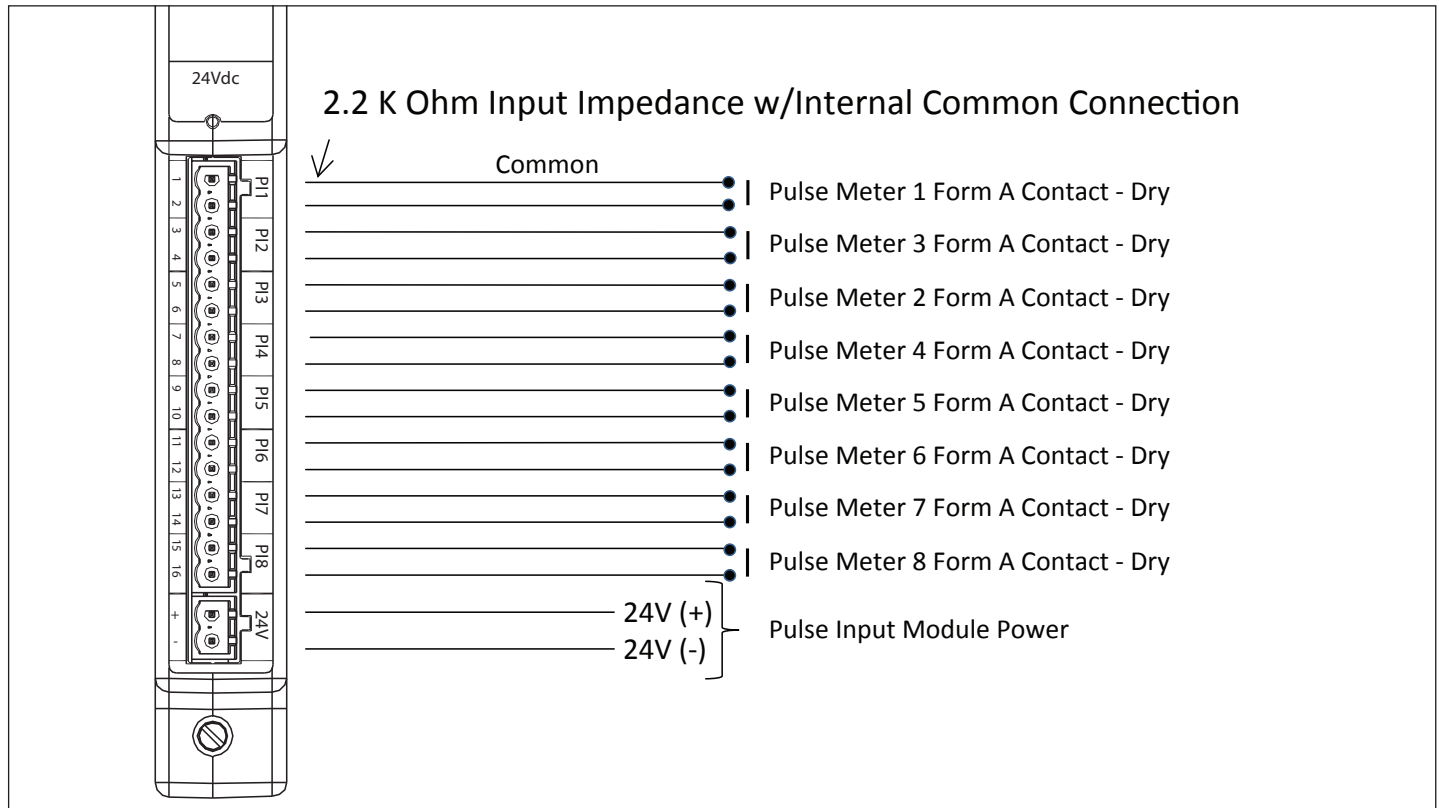 24Vdc
2.2 K Ohm Input Impedance w/Internal Common Connection
Common
1 PI1 Pulse Meter 1 Form A Contact - Dry
2
3 PI2 Pulse Meter 3 Form A Contact - Dry
4
5 PI3 Pulse Meter 2 Form A Contact - Dry
6
7 PI4 Pulse Meter 4 Form A Contact - Dry
8
9 PI5 Pulse Meter 5 Form A Contact - Dry
10
11 PI6 Pulse Meter 6 Form A Contact - Dry
12
13 PI7 Pulse Meter 7 Form A Contact - Dry
14
15 PI8 Pulse Meter 8 Form A Contact - Dry
16
+ 24V 24V (+)
- 24V (-)
Pulse Input Module Power